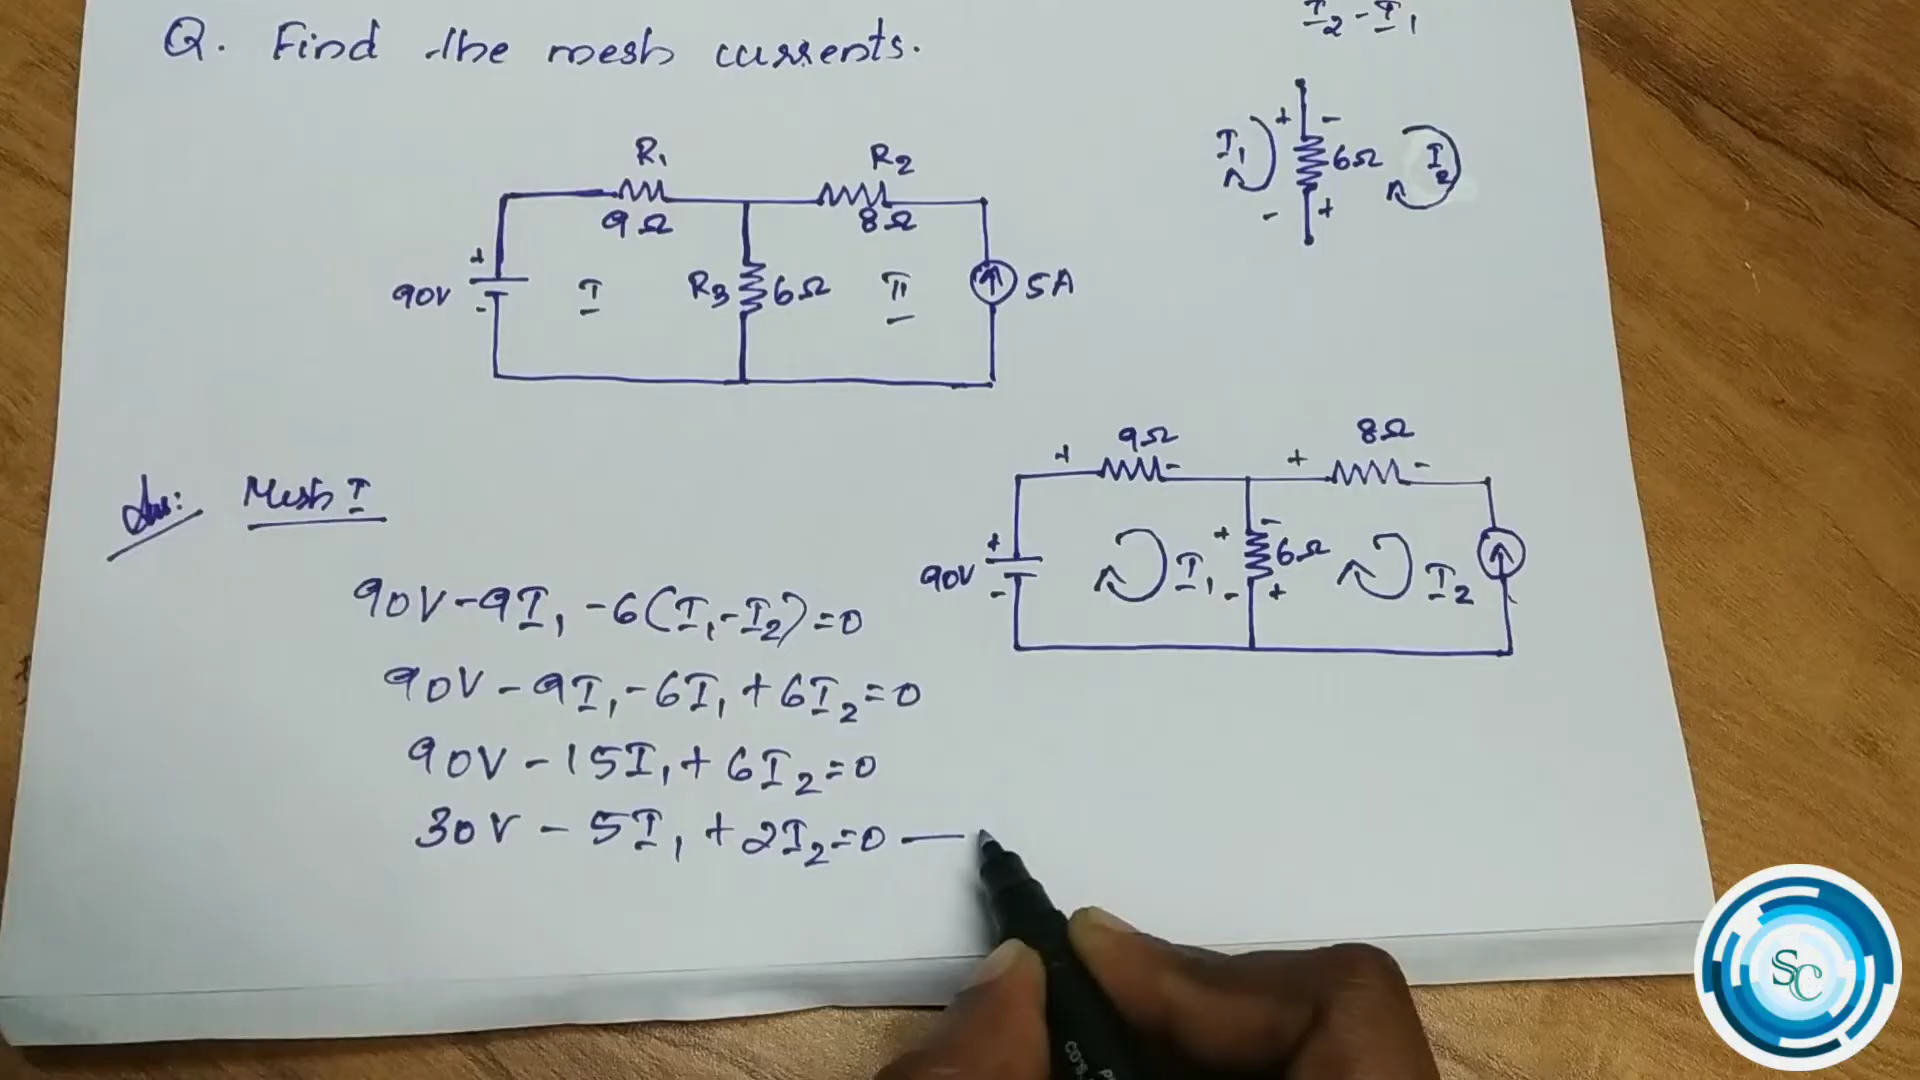 I2 - I1
Q. Find the mesh currents.
R1
9Ω
R2
8Ω
+
90V
-
I
R3
6Ω
II
5A
I1
+
-
6Ω
I2
-
+
Ans: Mesh I
90V - 9I1 - 6(I1 - I2) = 0
90V - 9I1 - 6I1 + 6I2 = 0
90V - 15I1 + 6I2 = 0
30V - 5I1 + 2I2 = 0 —
+
9Ω
-
+
8Ω
-
+
90V
-
I1
+
-
6Ω
-
+
I2
SC